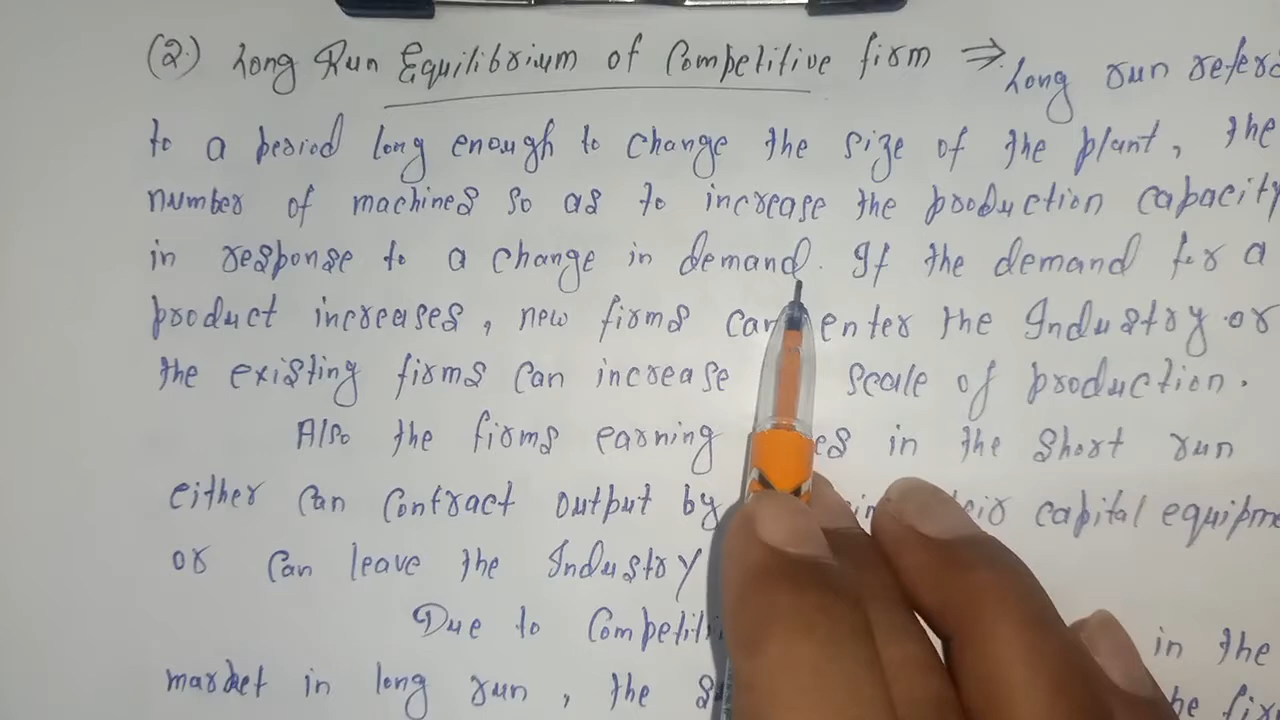 (2.) Long Run Equilibrium of Competitive firm ⇒ Long run refers
to a period long enough to change the size of the plant, the
number of machines so as to increase the production capacity
in response to a change in demand. If the demand for a
product increases, new firms can enter the Industry or
the existing firms can increase scale of production.
Also the firms earning in the short run
either can contract output by their capital equipme
or can leave the Industry
Due to in the
market in long run, the the